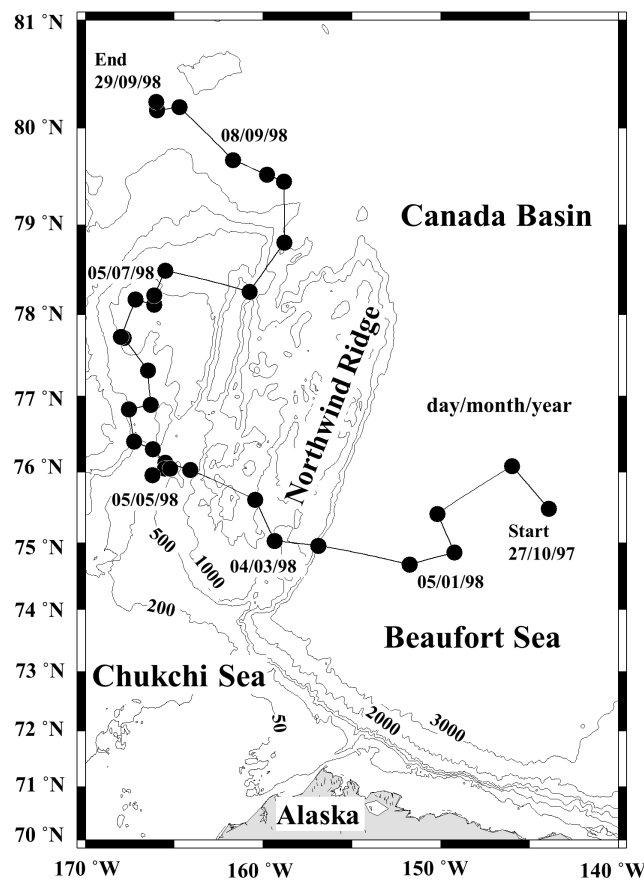 81 °N
End
29/09/98
80 °N
08/09/98
79 °N
Canada Basin
05/07/98
78 °N
Northwind Ridge
77 °N
day/month/year
76 °N
05/05/98
Start
27/10/97
75 °N
500
04/03/98
05/01/98
1000
74 °N
200
Beaufort Sea
73 °N
Chukchi Sea
72 °N
50
2000
3000
71 °N
Alaska
70 °N
170 °W
160 °W
150 °W
140 °W